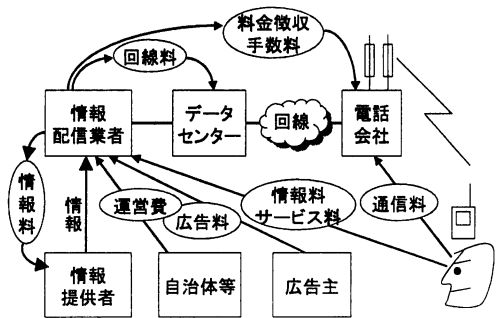 料金徴収
手数料
回線料
情報
配信業者
データ
センター
回線
電話
会社
情報料
情報
運営費
広告料
情報料
サービス料
通信料
情報
提供者
自治体等
広告主